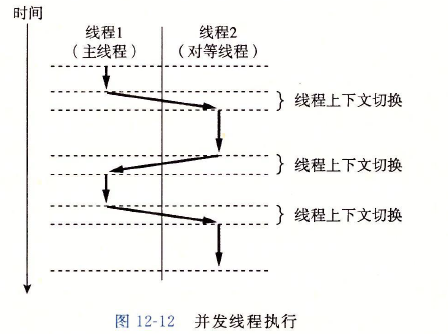 时间
线程1
（主线程）
线程2
（对等线程）
线程上下文切换
线程上下文切换
线程上下文切换
图 12-12 并发线程执行